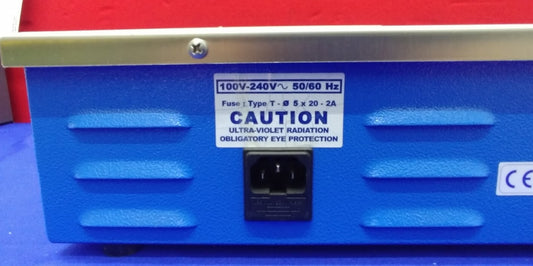 100V-240V∿ 50/60 Hz
Fuse : Type T - Ø 5 x 20 - 2A
CAUTION
ULTRA-VIOLET RADIATION
OBLIGATORY EYE PROTECTION
CE